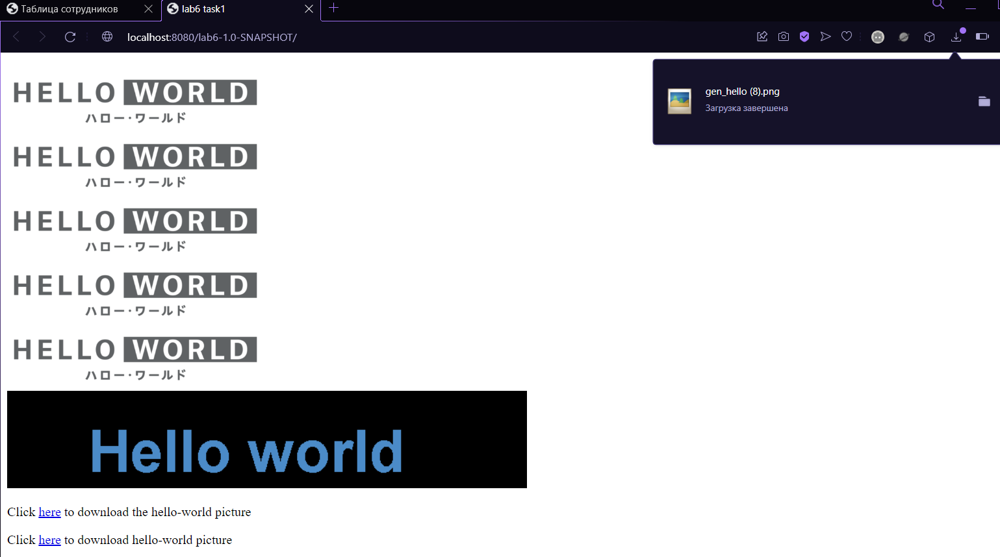 Таблица сотрудников
lab6 task1
localhost:8080/lab6-1.0-SNAPSHOT/
gen_hello (8).png
Загрузка завершена
HELLO WORLD
ハロー・ワールド
HELLO WORLD
ハロー・ワールド
HELLO WORLD
ハロー・ワールド
HELLO WORLD
ハロー・ワールド
HELLO WORLD
ハロー・ワールド
Hello world
Click here to download the hello-world picture
Click here to download hello-world picture